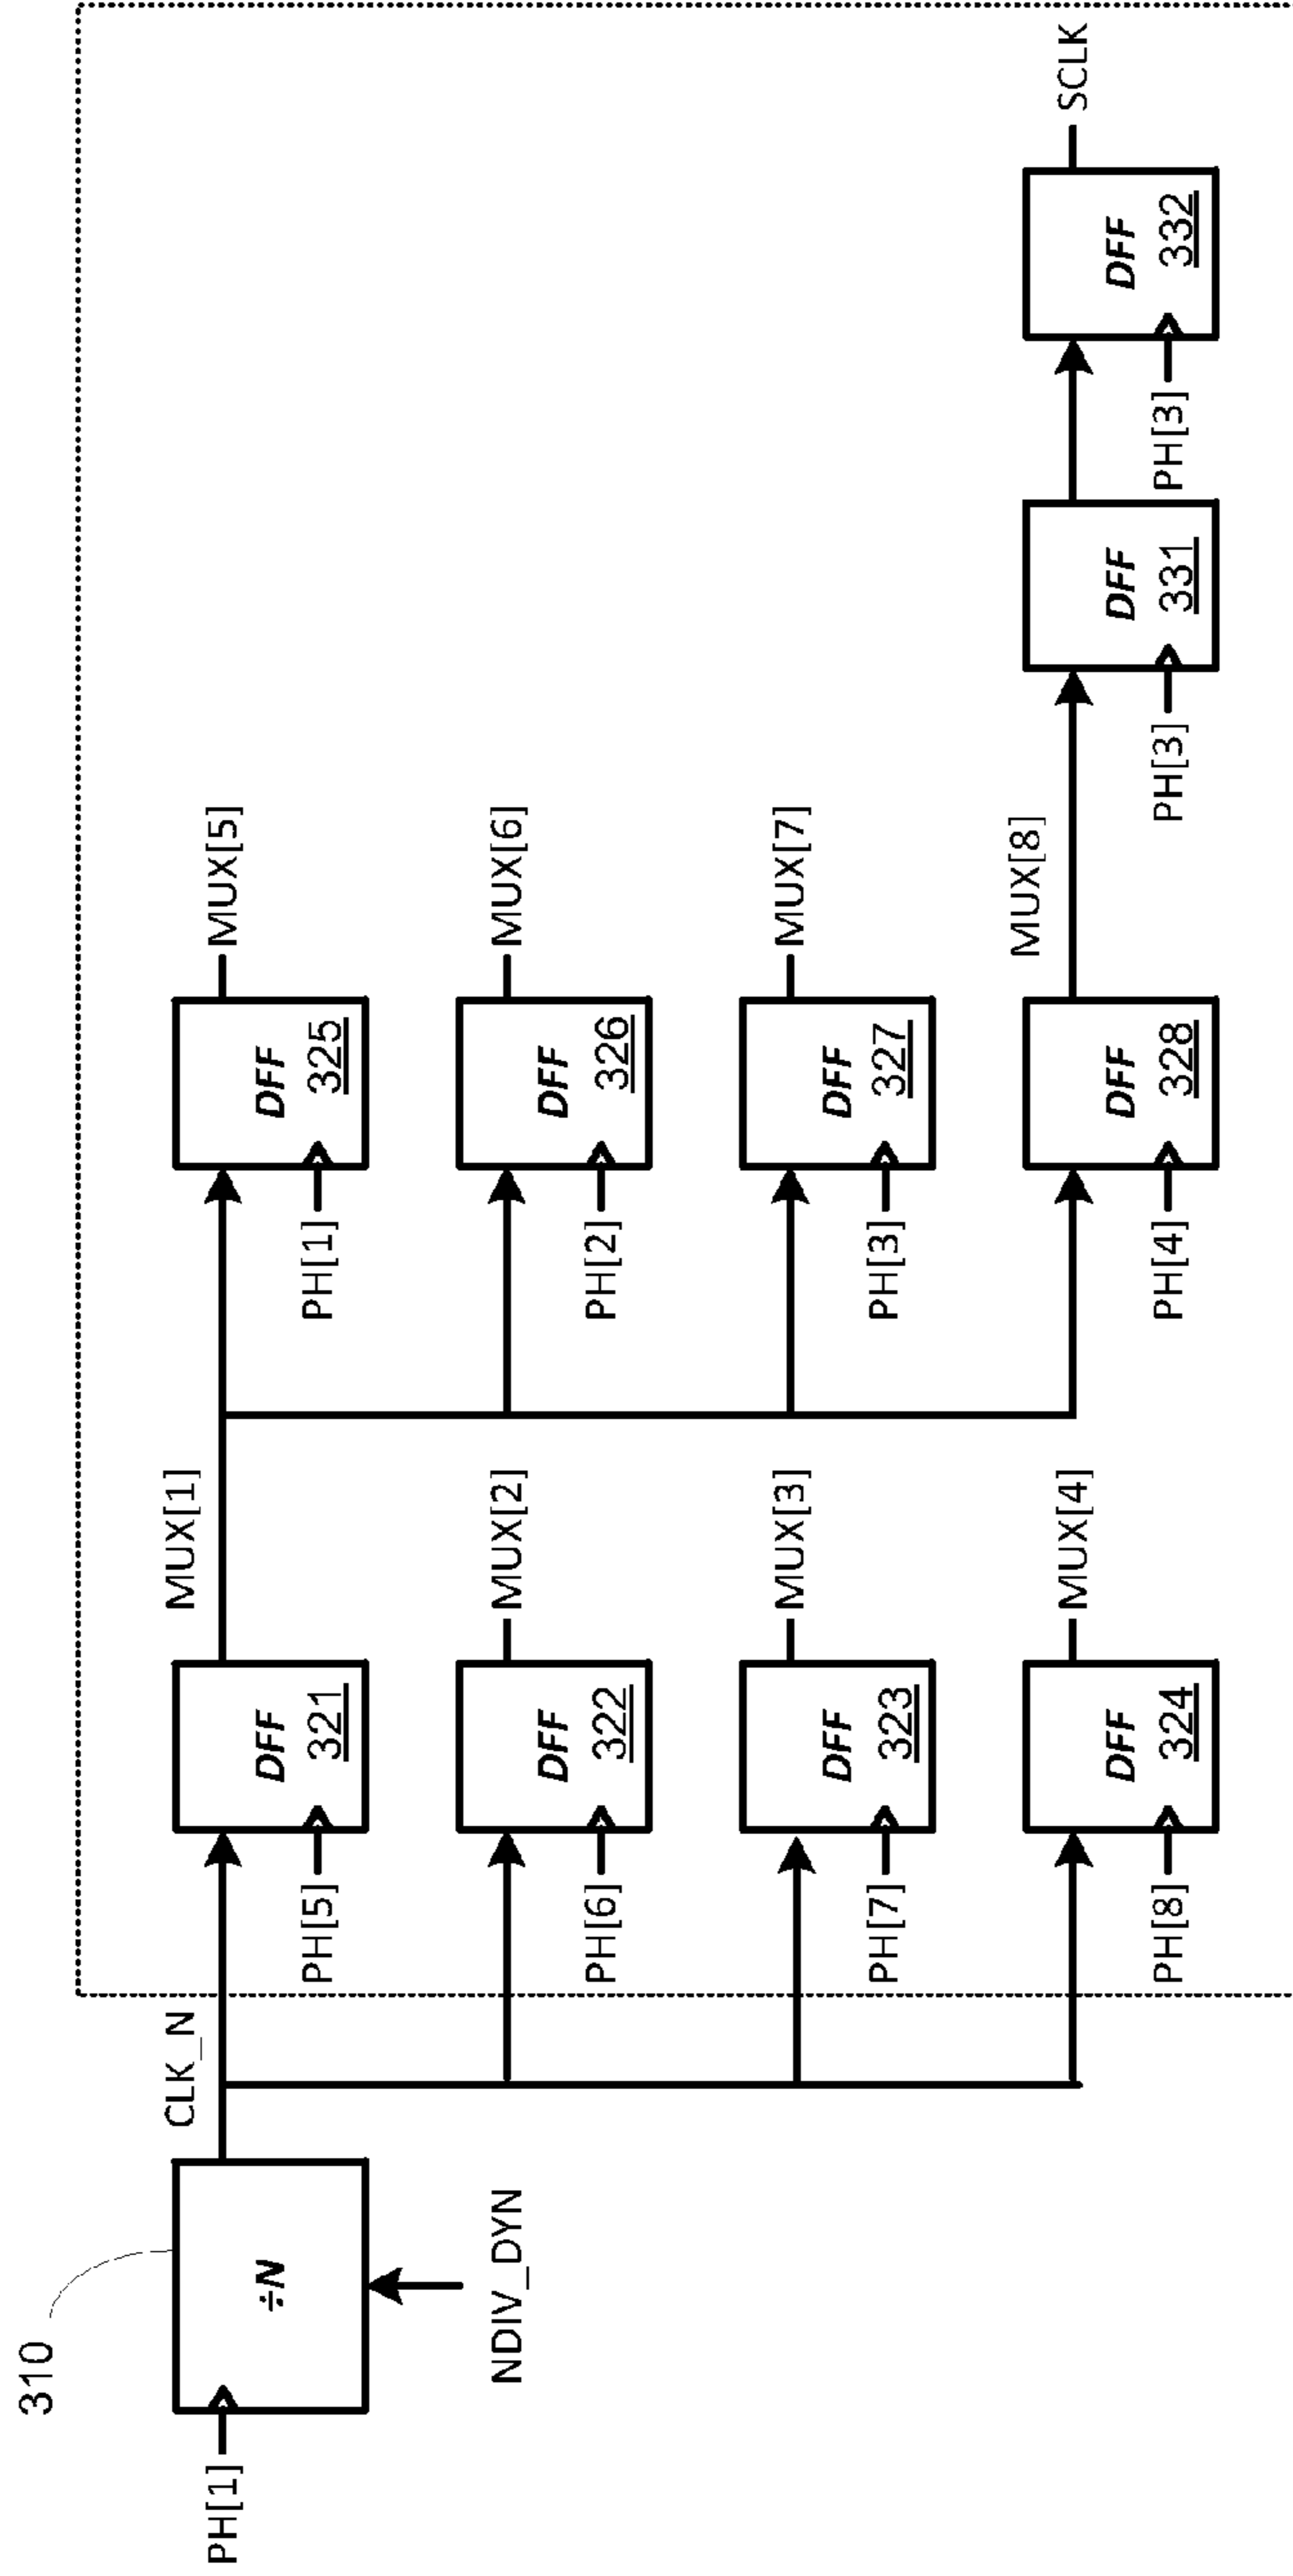 310
PH[1]
÷N
NDIV_DYN
CLK_N
PH[5]
DFF
321
MUX[1]
PH[1]
DFF
325
MUX[5]
PH[6]
DFF
322
MUX[2]
PH[2]
DFF
326
MUX[6]
PH[7]
DFF
323
MUX[3]
PH[3]
DFF
327
MUX[7]
PH[8]
DFF
324
MUX[4]
PH[4]
DFF
328
MUX[8]
PH[3]
DFF
331
PH[3]
DFF
332
SCLK